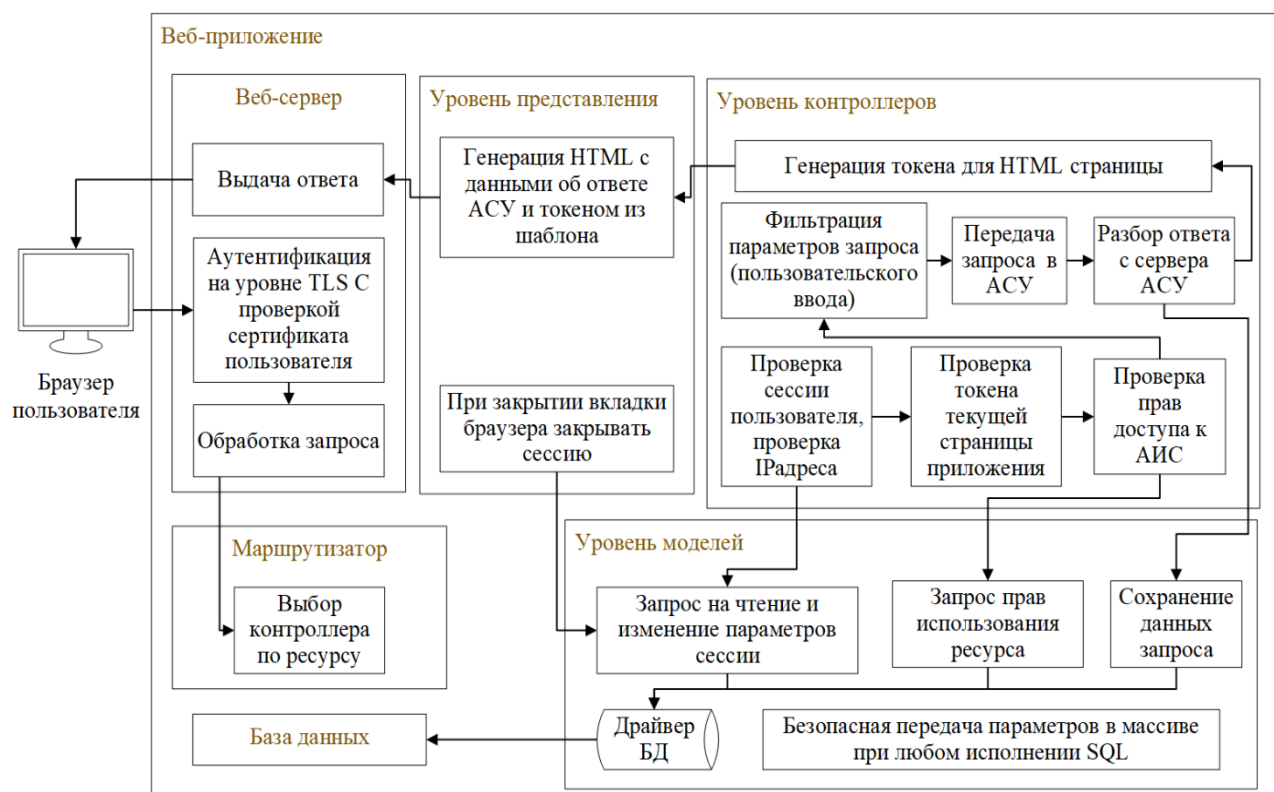 Веб-приложение
Веб-сервер
Выдача ответа
Аутентификация
на уровне TLS С
проверкой
сертификата
пользователя
Обработка запроса
Браузер
пользователя
Уровень представления
Генерация HTML с
данными об ответе
АСУ и токеном из
шаблона
При закрытии вкладки
браузера закрывать
сессию
Уровень контроллеров
Генерация токена для HTML страницы
Фильтрация
параметров запроса
(пользовательского
ввода)
Передача
запроса в
АСУ
Разбор ответа
с сервера
АСУ
Проверка
сессии
пользователя,
проверка
IPадреса
Проверка
токена
текущей
страницы
приложения
Проверка
прав
доступа к
АИС
Маршрутизатор
Выбор
контроллера
по ресурсу
Уровень моделей
Запрос на чтение и
изменение параметров
сессии
Запрос прав
использования
ресурса
Сохранение
данных
запроса
База данных
Драйвер
БД
Безопасная передача параметров в массиве
при любом исполнении SQL